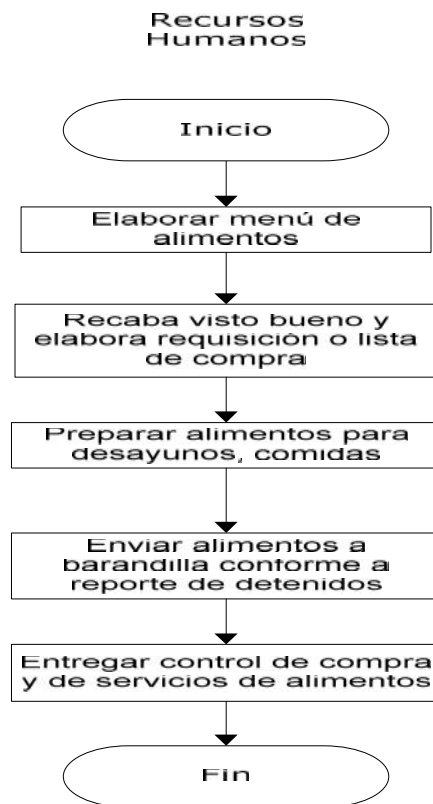 Recursos
Humanos
Inicio
Elaborar menú de
alimentos
Recaba visto bueno y
elabora requisición o lista
de compra
Preparar alimentos para
desayunos, comidas
Enviar alimentos a
barandilla conforme a
reporte de detenidos
Entregar control de compra
y de servicios de alimentos
Fin